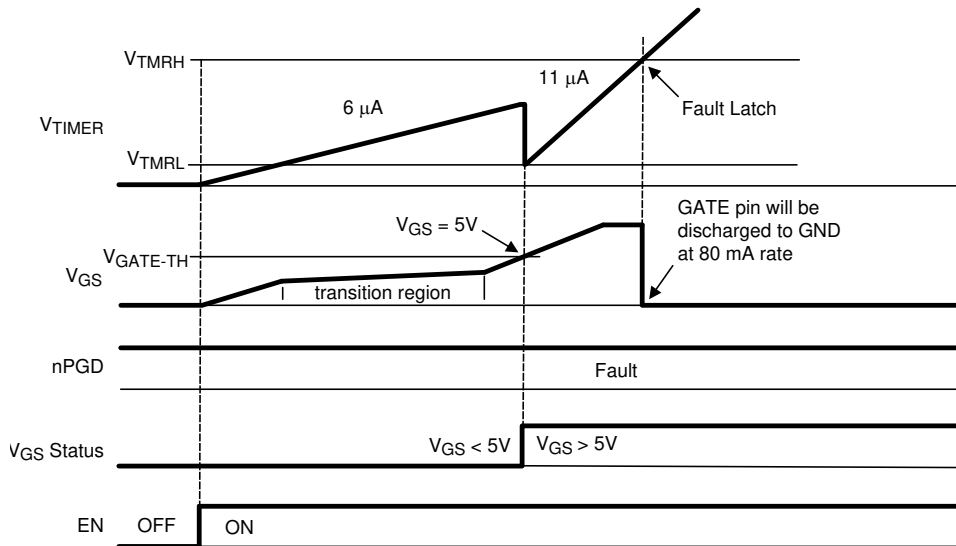 VTMRH
11 μA
6 μA
Fault Latch
VTIMER
VTMRL
GATE pin will be
discharged to GND
at 80 mA rate
VGS = 5V
VGATE-TH
VGS
transition region
nPGD
Fault
VGS Status
VGS < 5V
VGS > 5V
EN
OFF
ON